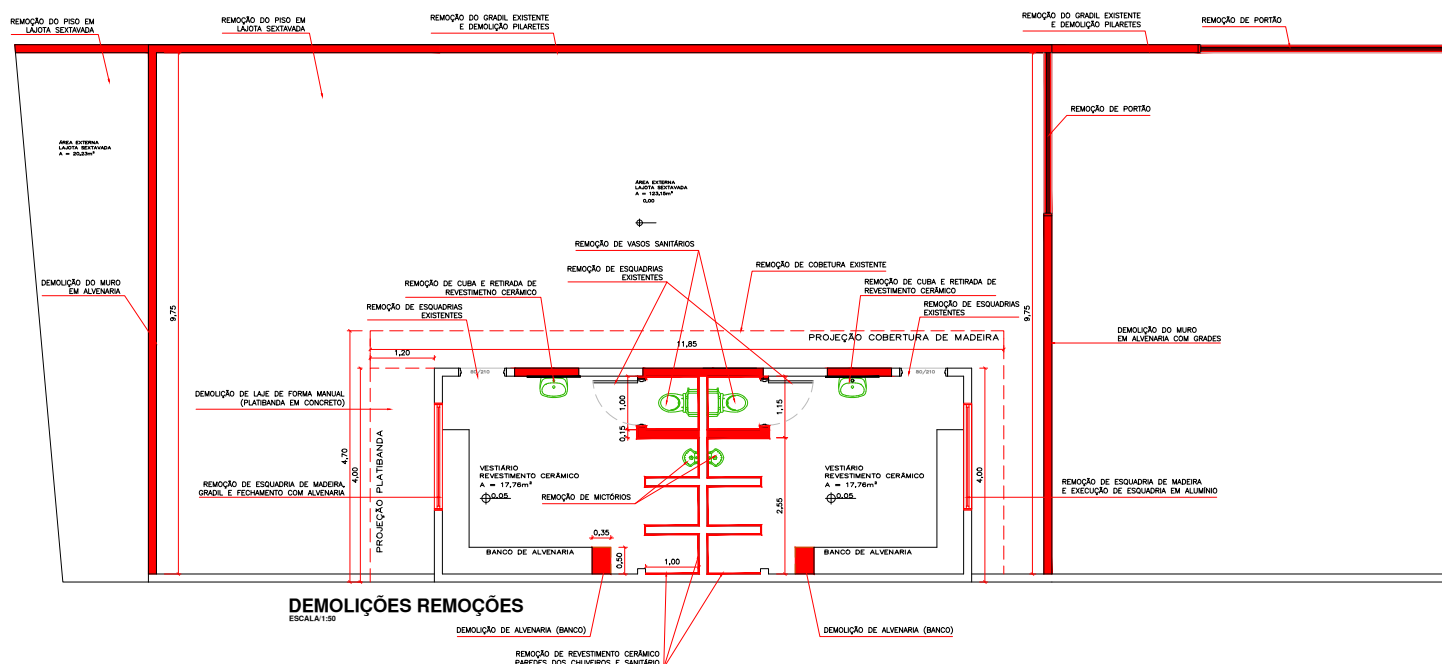 REMOÇÃO DO PISO EM
LAJOTA SEXTAVADA
REMOÇÃO DO PISO EM
LAJOTA SEXTAVADA
REMOÇÃO DO GRADIL EXISTENTE
E DEMOLIÇÃO PILARETES
REMOÇÃO DO GRADIL EXISTENTE
E DEMOLIÇÃO PILARETES
REMOÇÃO DE PORTÃO
REMOÇÃO DE PORTÃO
ÁREA EXTERNA
LAJOTA SEXTAVADA
A = 20,23m²
ÁREA EXTERNA
LAJOTA SEXTAVADA
A = 123,15m²
0,00
REMOÇÃO DE VASOS SANITÁRIOS
REMOÇÃO DE ESQUADRIAS
EXISTENTES
REMOÇÃO DE COBETURA EXISTENTE
REMOÇÃO DE CUBA E RETIRADA DE
REVESTIMETNO CERÂMICO
REMOÇÃO DE CUBA E RETIRADA DE
REVESTIMENTO CERÂMICO
DEMOLIÇÃO DO MURO
EM ALVENARIA
REMOÇÃO DE ESQUADRIAS
EXISTENTES
REMOÇÃO DE ESQUADRIAS
EXISTENTES
9,75
9,75
DEMOLIÇÃO DO MURO
EM ALVENARIA COM GRADES
PROJEÇÃO COBERTURA DE MADEIRA
11,85
1,20
80/210
80/210
DEMOLIÇÃO DE LAJE DE FORMA MANUAL
(PLATIBANDA EM CONCRETO)
1,00
0,15
1,15
4,70
4,00
PROJEÇÃO PLATIBANDA
VESTIÁRIO
REVESTIMENTO CERÂMICO
A = 17,76m²
0,05
VESTIÁRIO
REVESTIMENTO CERÂMICO
A = 17,76m²
0,05
4,00
REMOÇÃO DE ESQUADRIA DE MADEIRA,
GRADIL E FECHAMENTO COM ALVENARIA
REMOÇÃO DE MICTÓRIOS
2,55
REMOÇÃO DE ESQUADRIA DE MADEIRA
E EXECUÇÃO DE ESQUADRIA EM ALUMÍNIO
0,35
0,50
BANCO DE ALVENARIA
1,00
BANCO DE ALVENARIA
DEMOLIÇÕES REMOÇÕES
ESCALA/1:50
DEMOLIÇÃO DE ALVENARIA (BANCO)
DEMOLIÇÃO DE ALVENARIA (BANCO)
REMOÇÃO DE REVESTIMENTO CERÂMICO
PAREDES DOS CHUVEIROS E SANITÁRIO